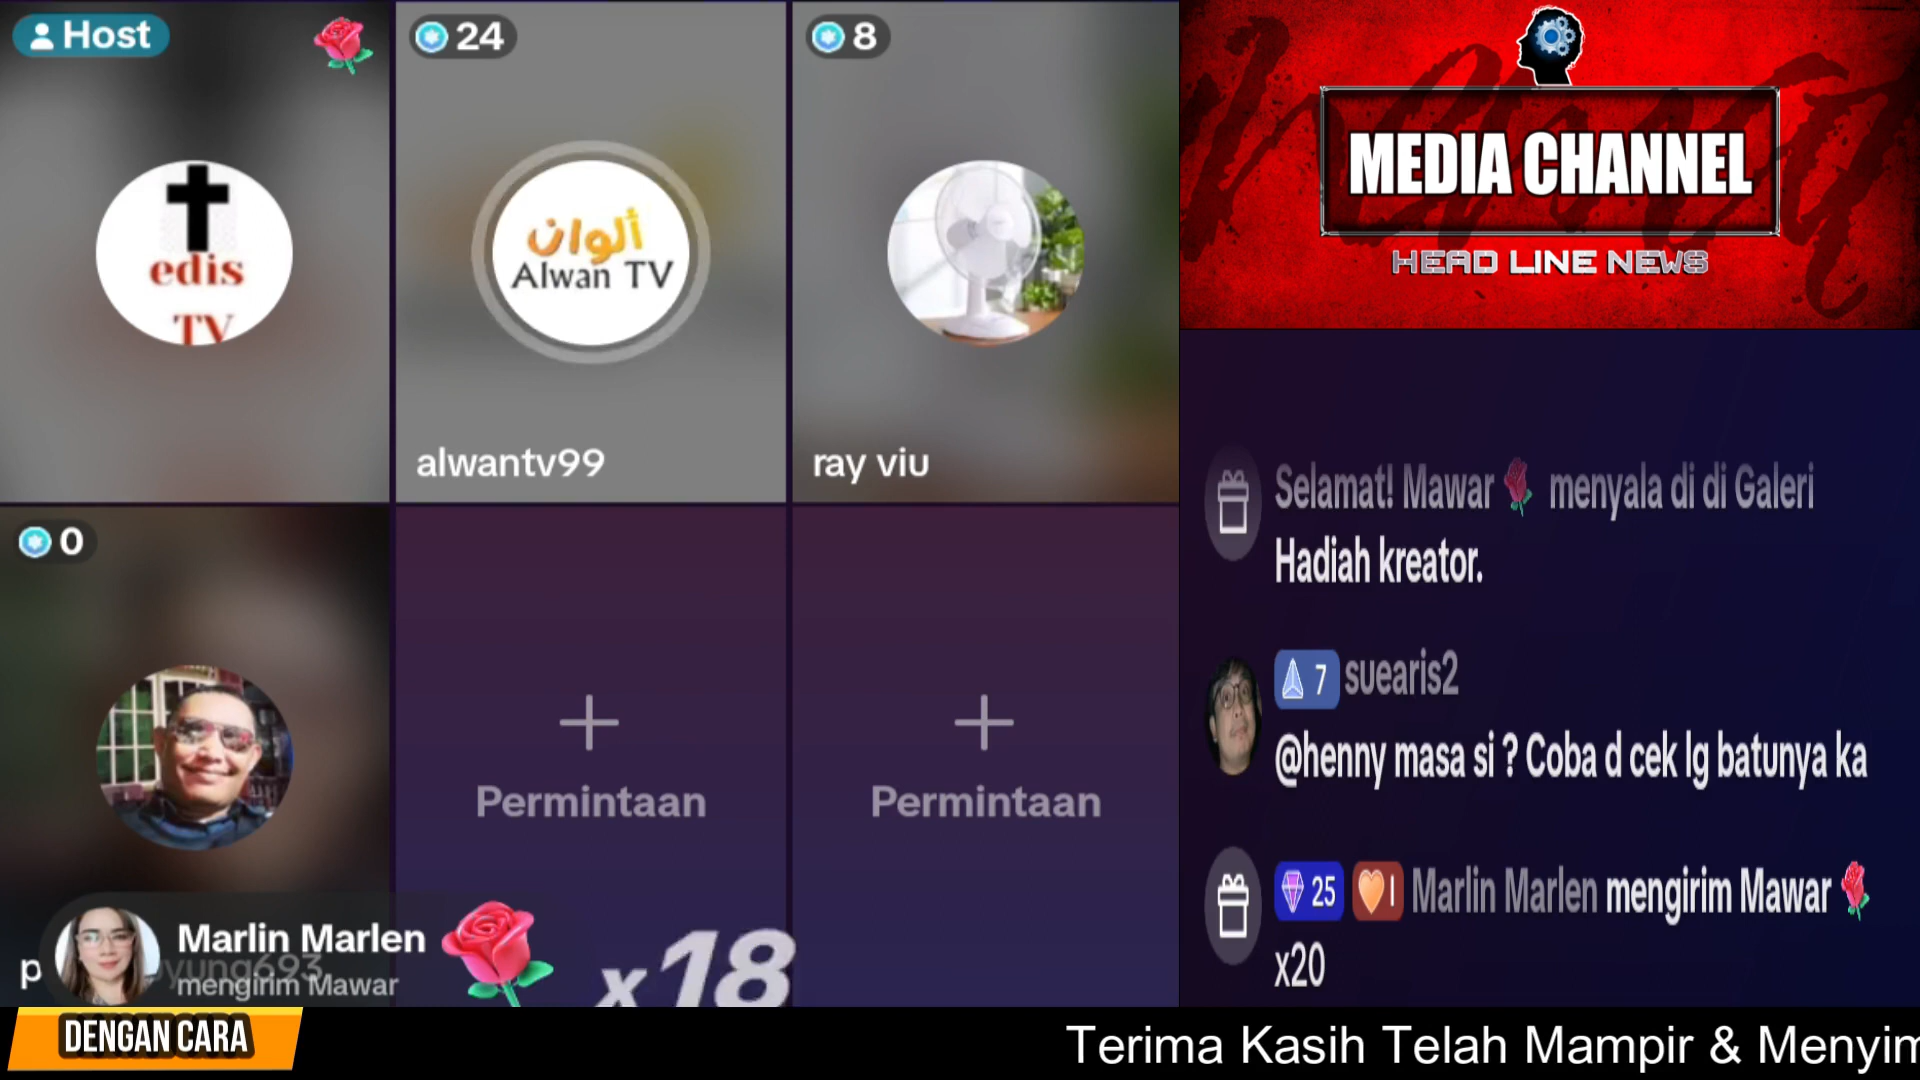 Host
edis
TV
24
ألوان
Alwan TV
alwantv99
8
ray viu
0
Permintaan
Permintaan
Marlin Marlen
mengirim Mawar
x18
MEDIA CHANNEL
HEAD LINE NEWS
Selamat! Mawar 🌹 menyala di di Galeri
Hadiah kreator.
7 suearis2
@henny masa si ? Coba d cek lg batunya ka
25 I Marlin Marlen mengirim Mawar 🌹
x20
DENGAN CARA
Terima Kasih Telah Mampir & Menyim